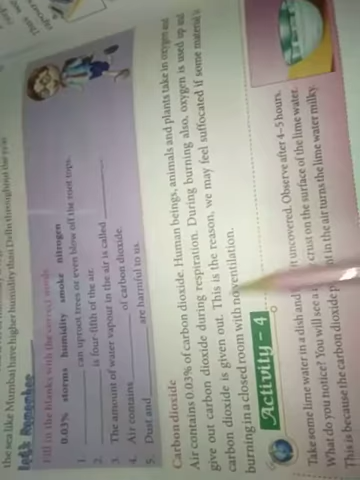 the sea like Mumbai have higher humidity than Delhi throughout the year
Let's Remember
Fill in the blanks with the correct words.
0.03% storms humidity smoke nitrogen
1. ________ can uproot trees or even blow off the roof tops.
2. ________ is four-fifth of the air.
3. The amount of water vapour in the air is called ________.
4. Air contains ________ of carbon dioxide.
5. Dust and ________ are harmful to us.
Carbon dioxide
Air contains 0.03% of carbon dioxide. Human beings, animals and plants take in oxygen and
give out carbon dioxide during respiration. During burning also, oxygen is used up and
carbon dioxide is given out. This is the reason, we may feel suffocated if some material is
burning in a closed room with no ventilation.
Activity - 4
Take some lime water in a dish and it uncovered. Observe after 4-5 hours.
What do you notice? You will see a crust on the surface of the lime water.
This is because the carbon dioxide in the air turns the lime water milky.